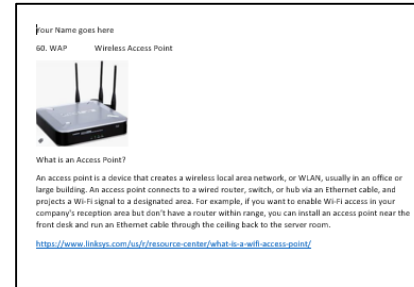 Your Name goes here
60. WAP Wireless Access Point
What is an Access Point?
An access point is a device that creates a wireless local area network, or WLAN, usually in an office or
large building. An access point connects to a wired router, switch, or hub via an Ethernet cable, and
projects a Wi-Fi signal to a designated area. For example, if you want to enable Wi-Fi access in your
company's reception area but don't have a router within range, you can install an access point near the
front desk and run an Ethernet cable through the ceiling back to the server room.
https://www.linksys.com/us/r/resource-center/what-is-a-wifi-access-point/